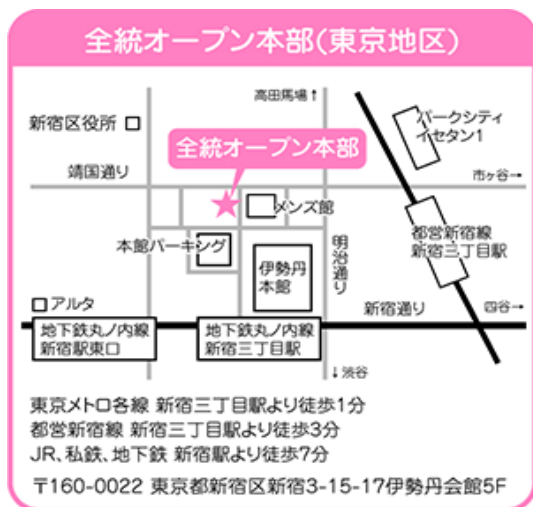 全統オープン本部(東京地区)
高田馬場↑
パークシティ
イセタン1
新宿区役所
全統オープン本部
靖国通り
市ヶ谷→
メンズ館
都営新宿線
新宿三丁目駅
本館パーキング
明治通り
伊勢丹
本館
アルタ
新宿通り
四谷→
地下鉄丸ノ内線
新宿駅東口
地下鉄丸ノ内線
新宿三丁目駅
↓渋谷
東京メトロ各線 新宿三丁目駅より徒歩1分
都営新宿線 新宿三丁目駅より徒歩3分
JR、私鉄、地下鉄 新宿駅より徒歩7分
〒160-0022 東京都新宿区新宿3-15-17伊勢丹会館5F